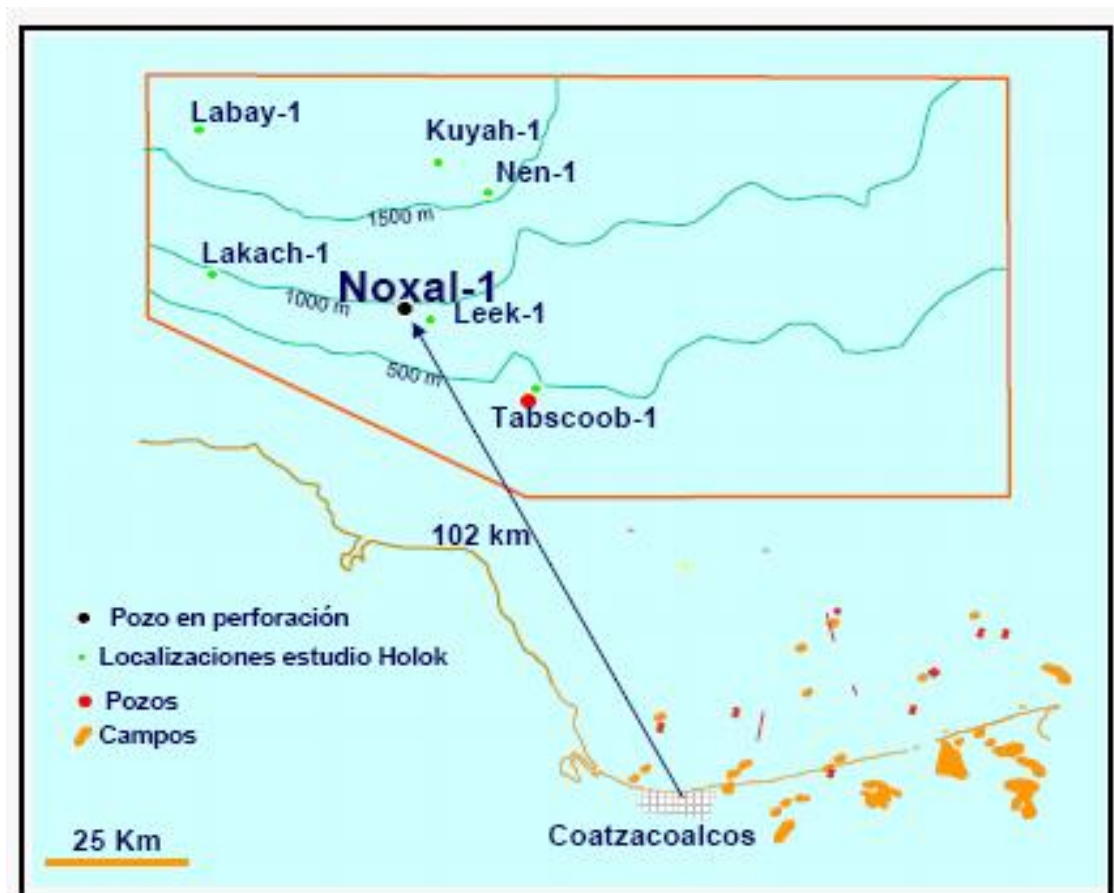 Labay-1
Kuyah-1
Nen-1
1500 m
Lakach-1
Noxal-1
1000 m
Leek-1
500 m
Tabscoob-1
102 km
Pozo en perforación
Localizaciones estudio Holok
Pozos
Campos
25 Km
Coatzacoalcos